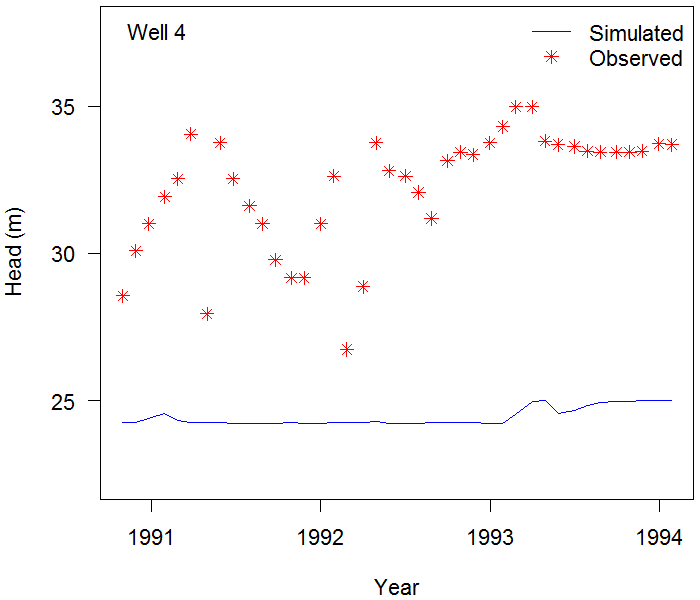 Well 4
Simulated
Observed
35
30
25
Head (m)
1991 1992 1993 1994
Year